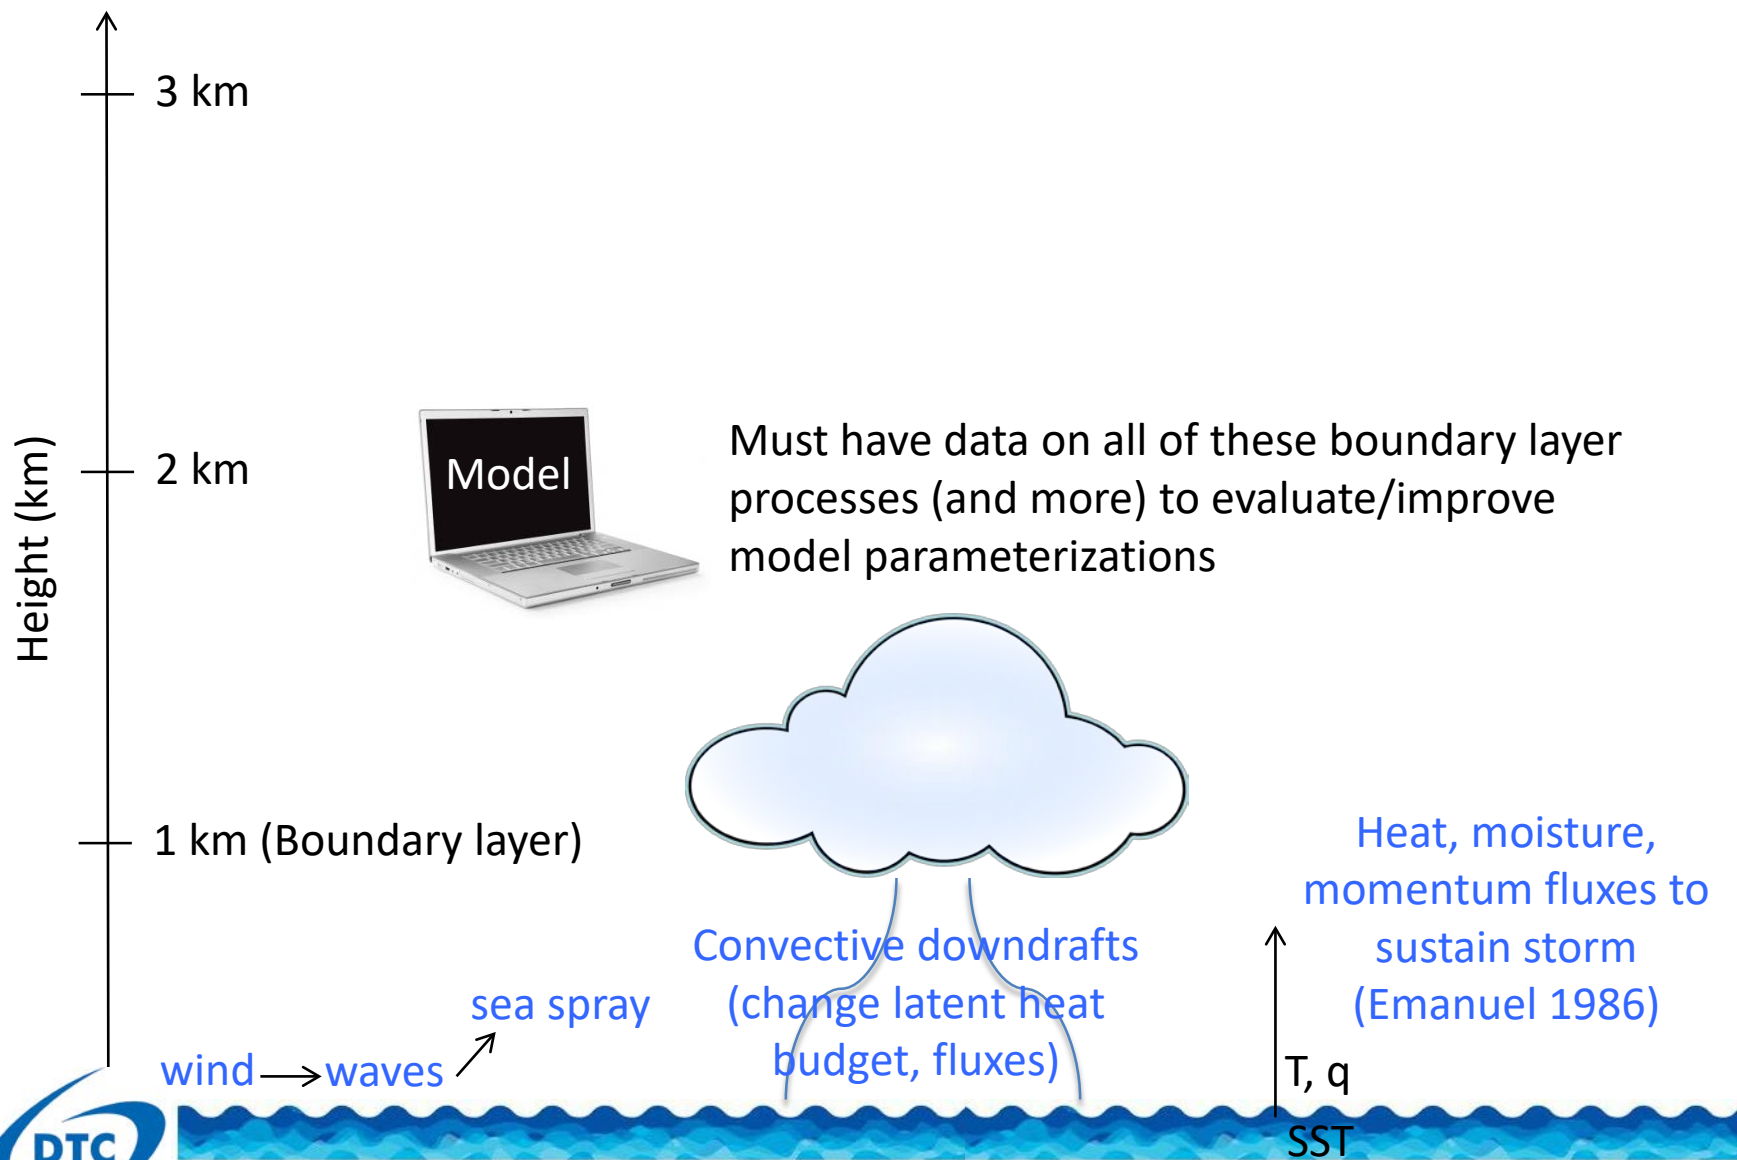 3 km
Height (km)
2 km
Model
Must have data on all of these boundary layer
processes (and more) to evaluate/improve
model parameterizations
1 km (Boundary layer)
Heat, moisture,
momentum fluxes to
sustain storm
(Emanuel 1986)
Convective downdrafts
(change latent heat
budget, fluxes)
sea spray
wind
waves
T, q
SST
DTC